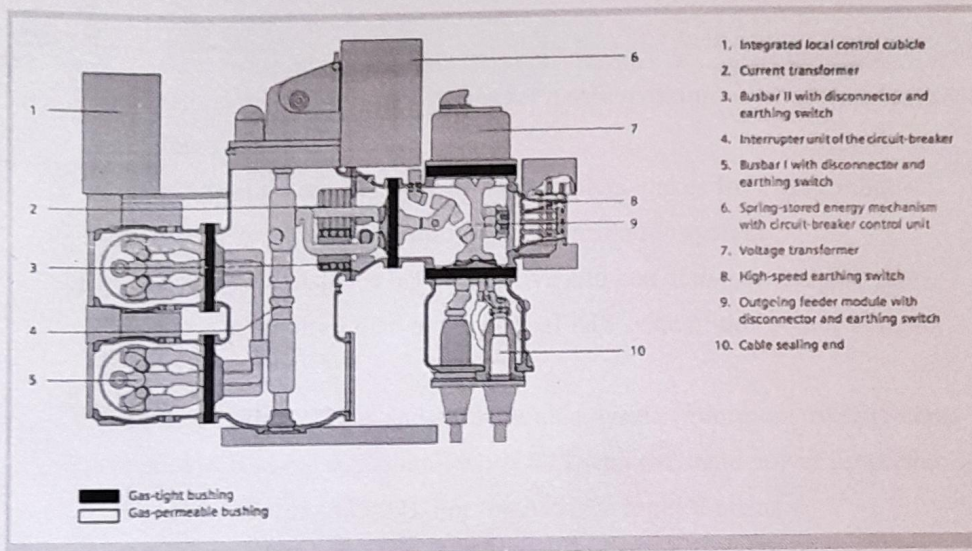 1
2
3
4
5
6
7
8
9
10
1. Integrated local control cubicle
2. Current transformer
3. Busbar II with disconnector and
earthing switch
4. Interrupter unit of the circuit-breaker
5. Busbar I with disconnector and
earthing switch
6. Spring-stored energy mechanism
with circuit-breaker control unit
7. Voltage transformer
8. High-speed earthing switch
9. Outgoing feeder module with
disconnector and earthing switch
10. Cable sealing end
Gas-tight bushing
Gas-permeable bushing